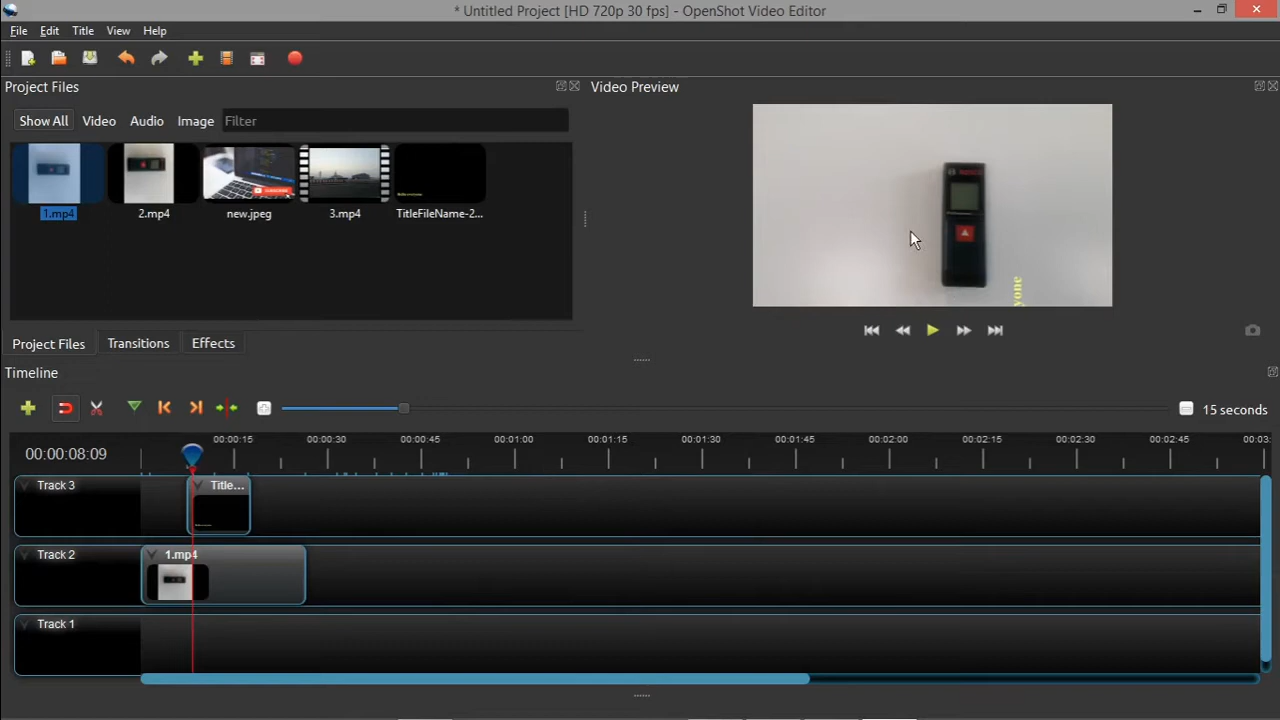 * Untitled Project [HD 720p 30 fps] - OpenShot Video Editor
File Edit Title View Help
Project Files
Video Preview
Show All Video Audio Image Filter
1.mp4 2.mp4 new.jpeg 3.mp4 TitleFileName-2...
yone
Project Files Transitions Effects
Timeline
15 seconds
00:00:08:09
00:00:15 00:00:30 00:00:45 00:01:00 00:01:15 00:01:30 00:01:45 00:02:00 00:02:15 00:02:30 00:02:45 00:03:
Track 3 Title...
Track 2 1.mp4
Track 1